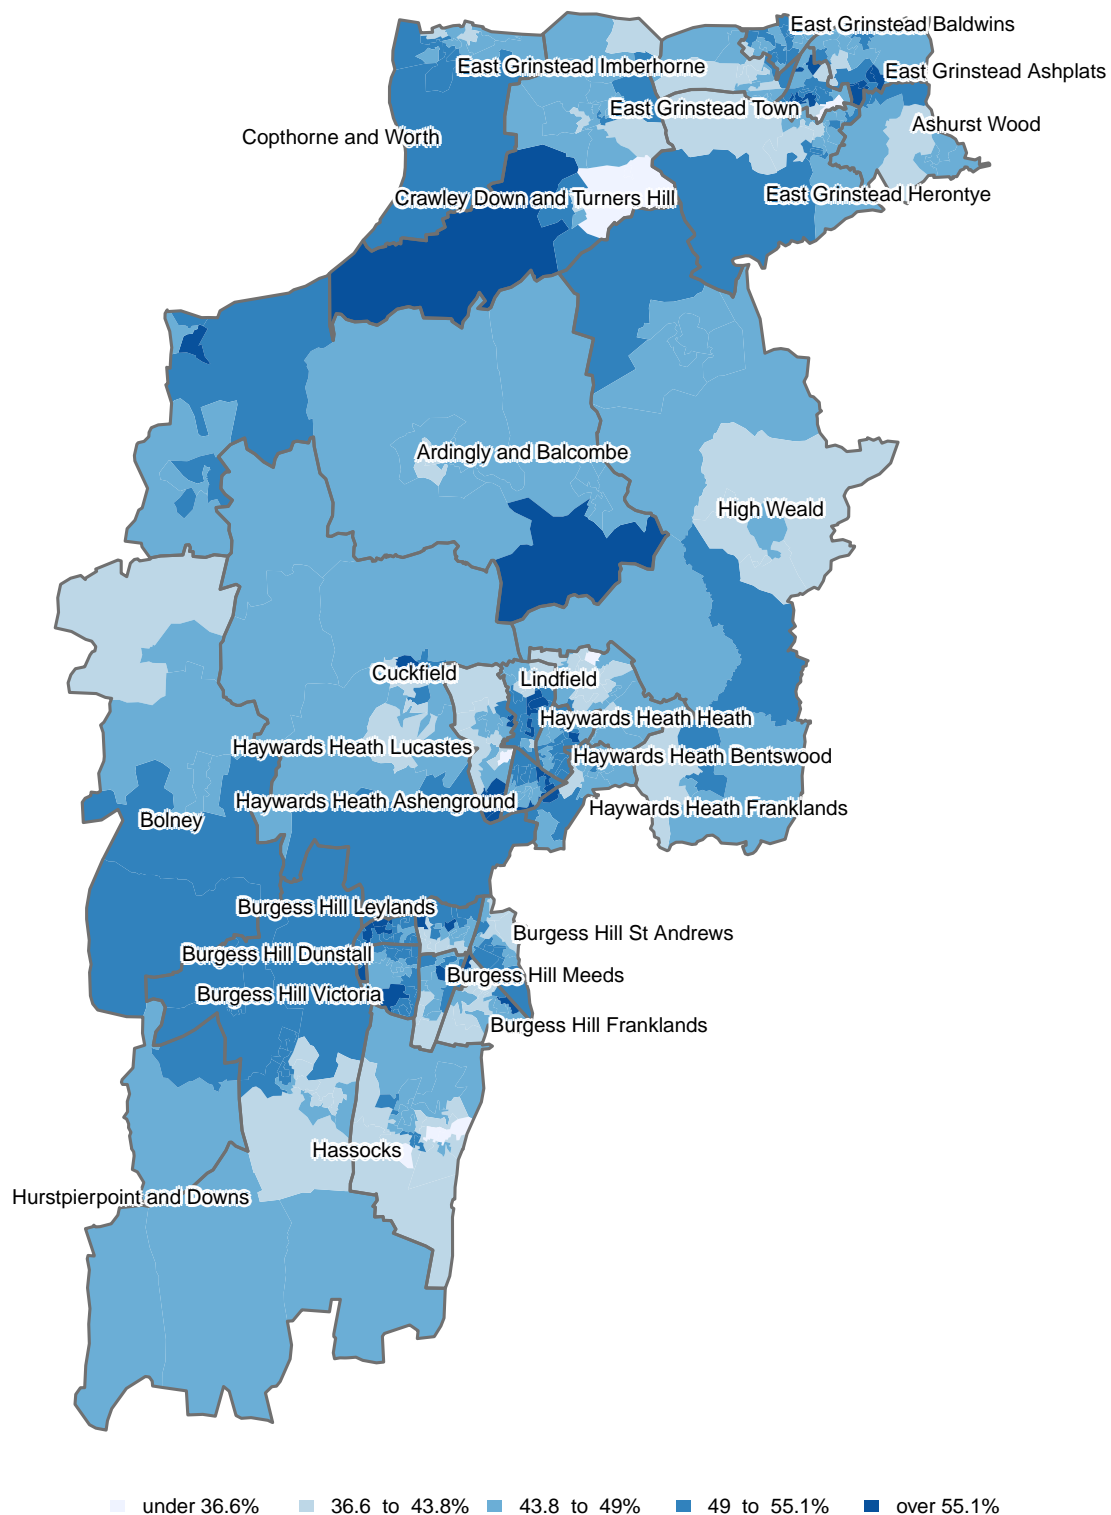 East Grinstead Baldwins
East Grinstead Imberhorne
East Grinstead Ashplats
East Grinstead Town
Ashurst Wood
Copthorne and Worth
East Grinstead Herontye
Crawley Down and Turners Hill
Ardingly and Balcombe
High Weald
Cuckfield
Lindfield
Haywards Heath Heath
Haywards Heath Lucastes
Haywards Heath Bentswood
Haywards Heath Ashenground
Haywards Heath Franklands
Bolney
Burgess Hill Leylands
Burgess Hill St Andrews
Burgess Hill Dunstall
Burgess Hill Meeds
Burgess Hill Victoria
Burgess Hill Franklands
Hassocks
Hurstpierpoint and Downs
under 36.6% 36.6 to 43.8% 43.8 to 49% 49 to 55.1% over 55.1%